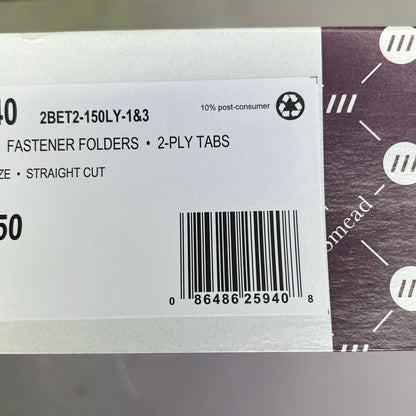 40 2BET2-150LY-1&3
10% post-consumer
FASTENER FOLDERS • 2-PLY TABS
ZE • STRAIGHT CUT
50
0 86486 25940 8
Smead